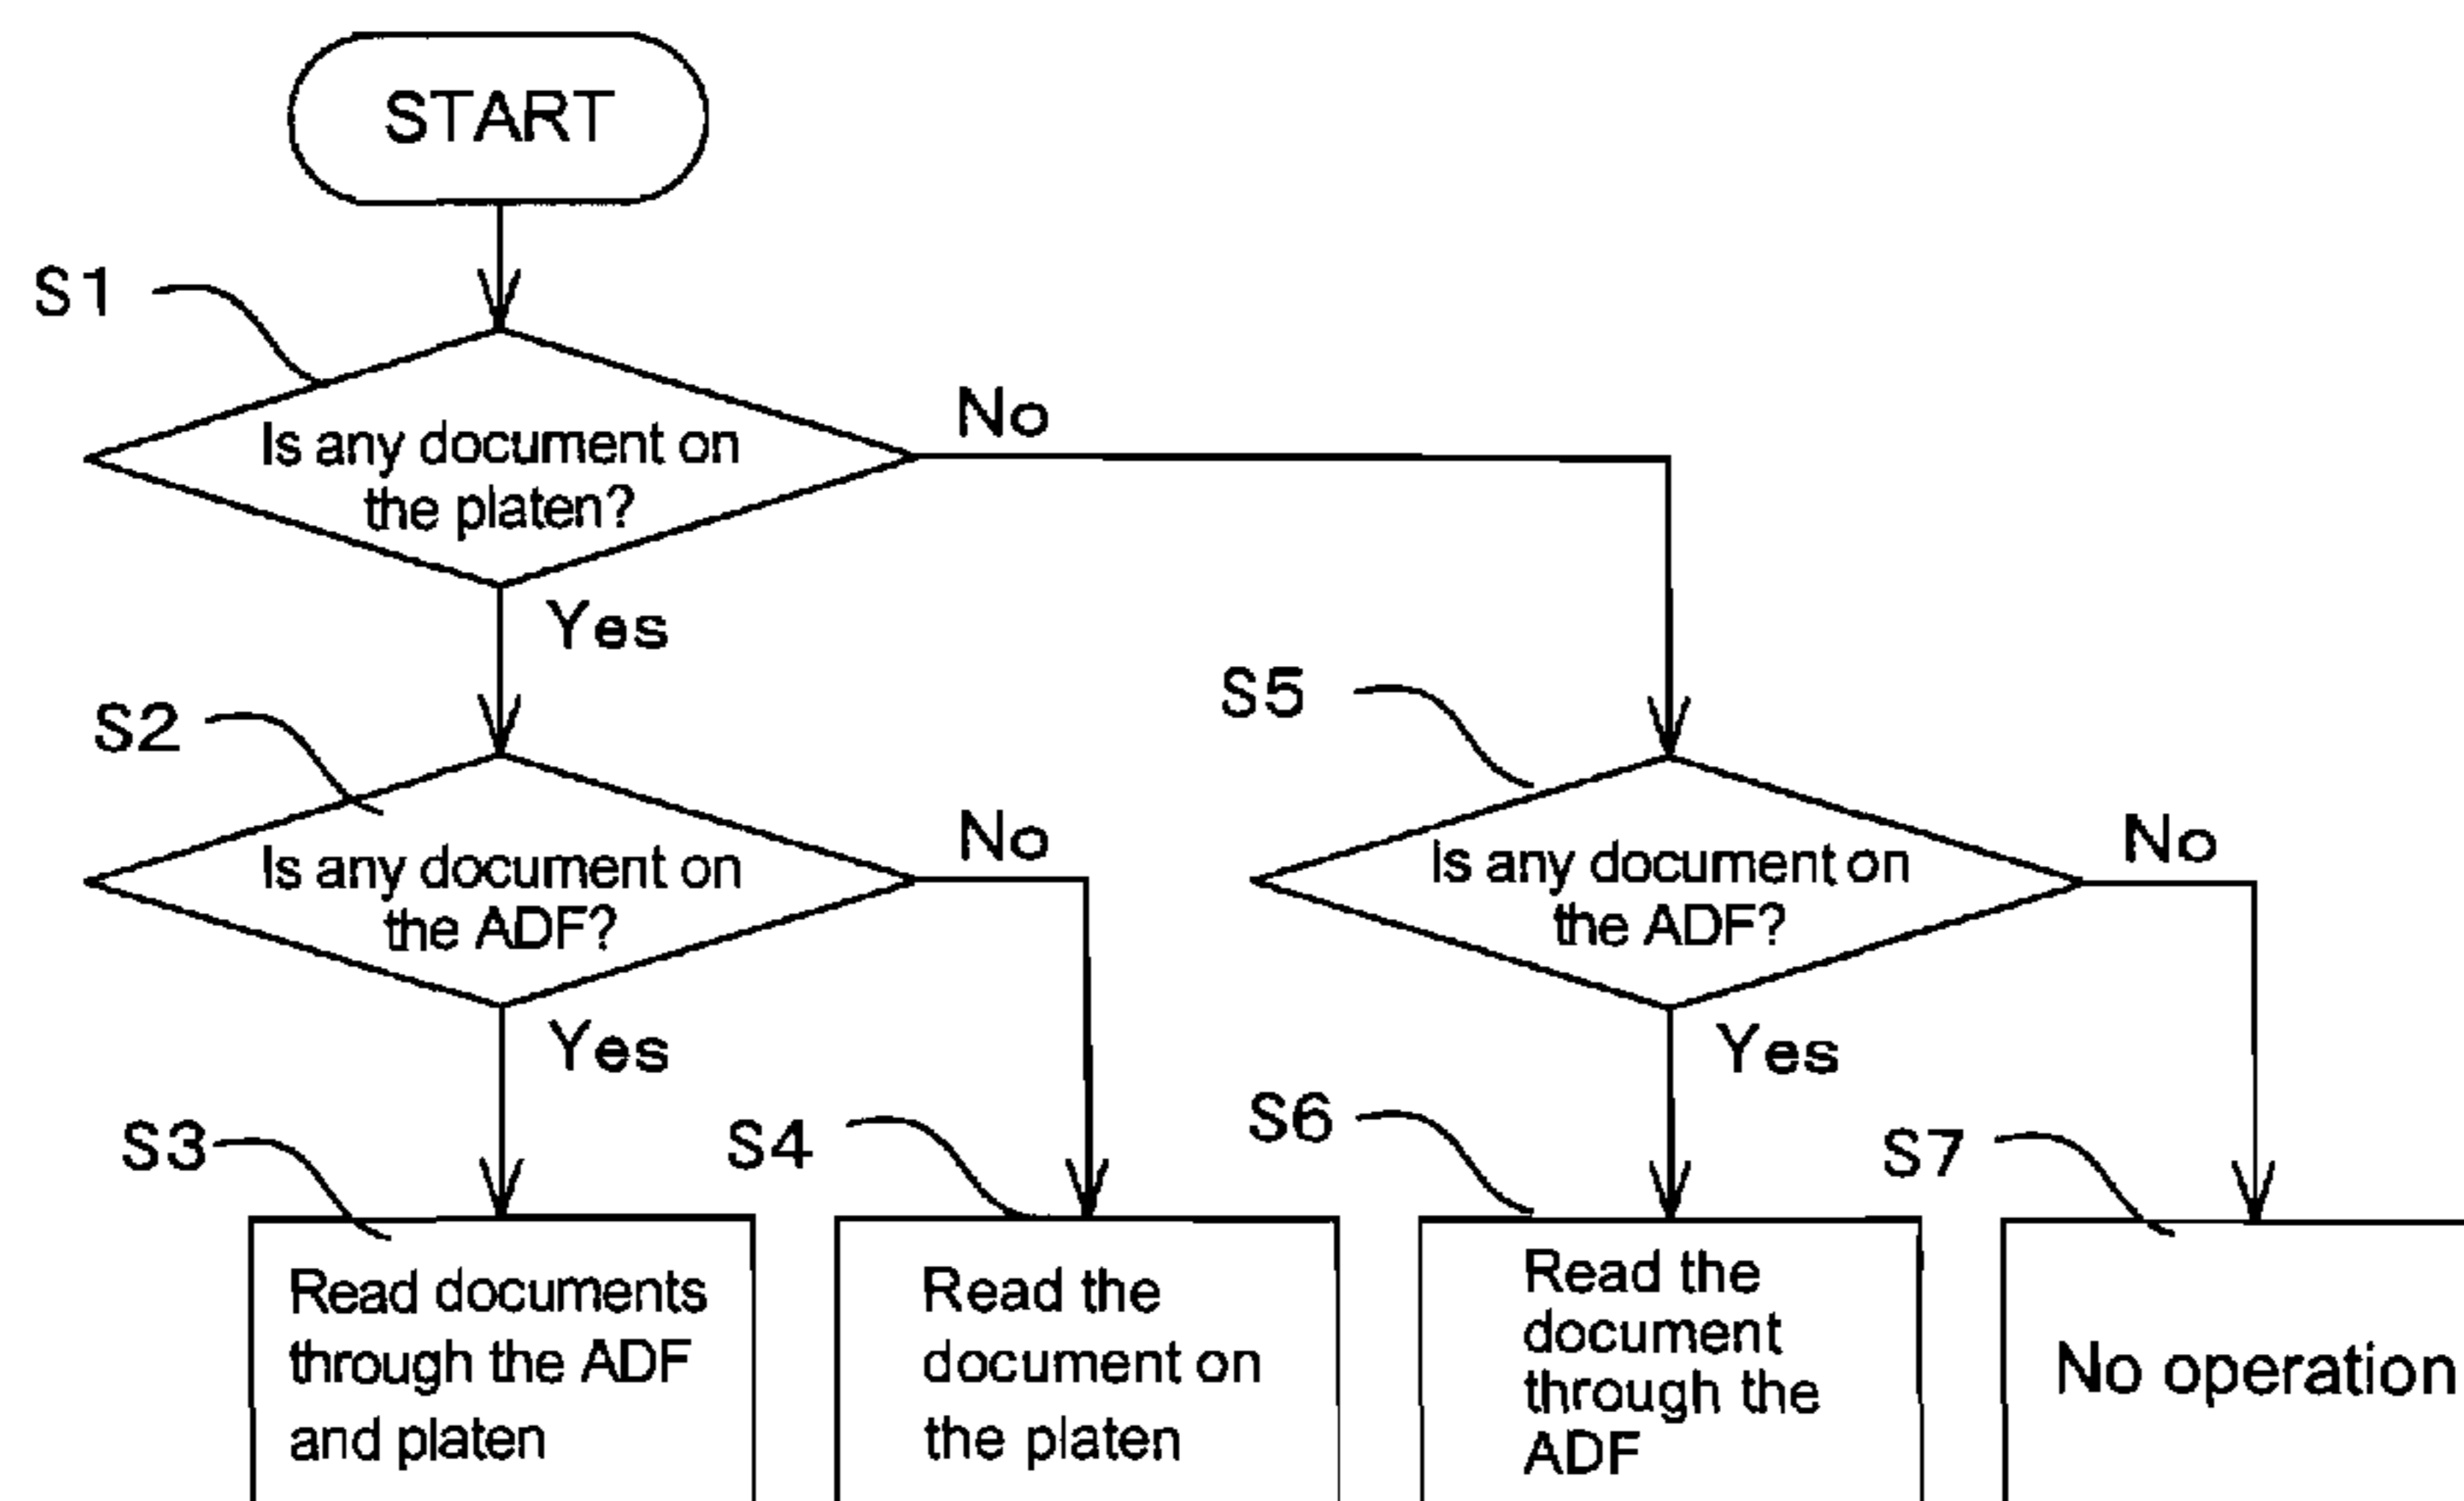 START
S1
Is any document on
the platen?
No
Yes
S2
Is any document on
the ADF?
No
Yes
S5
Is any document on
the ADF?
No
Yes
S3
Read documents
through the ADF
and platen
S4
Read the
document on
the platen
S6
Read the
document
through the
ADF
S7
No operation